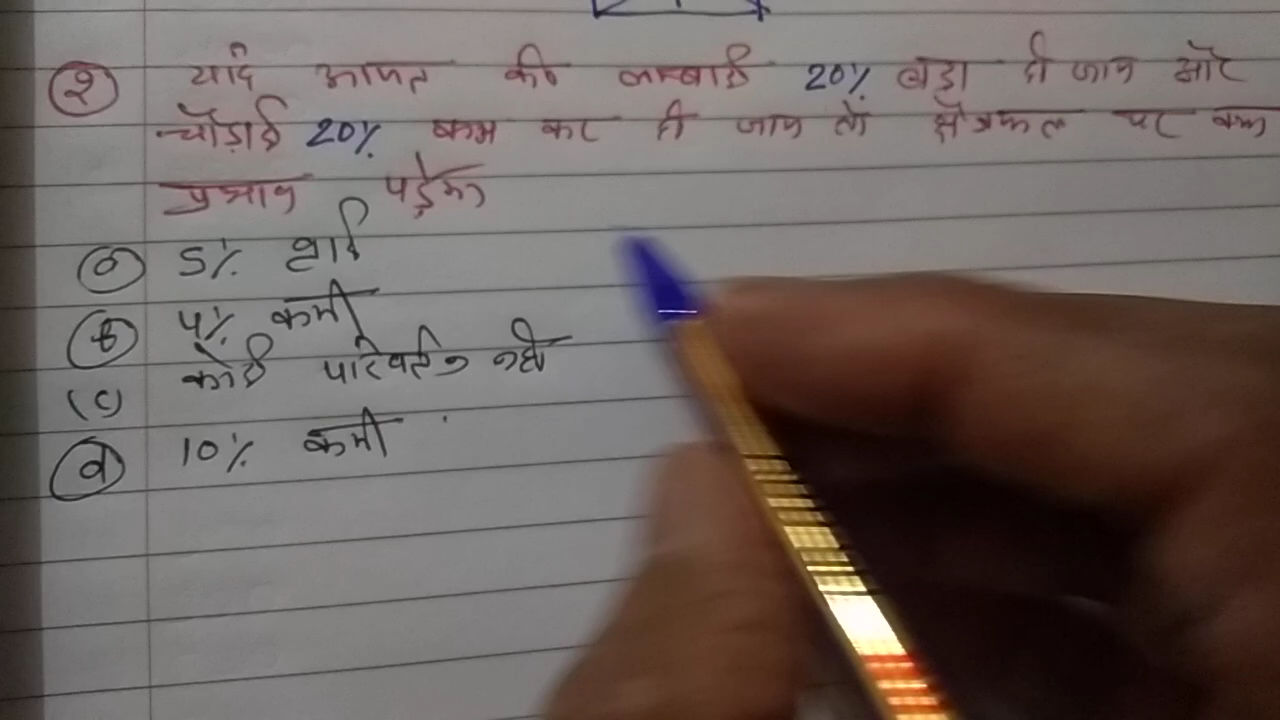 २ यदि आयत की लम्बाई 20% बढ़ा दी जाय और
चौड़ाई 20% कम कर दी जाय तो क्षेत्रफल पर क्या
प्रभाव पड़ेगा
(a) 5% वृद्धि
(b) 4% कमी
(c) कोई परिवर्तन नहीं
(d) 10% कमी